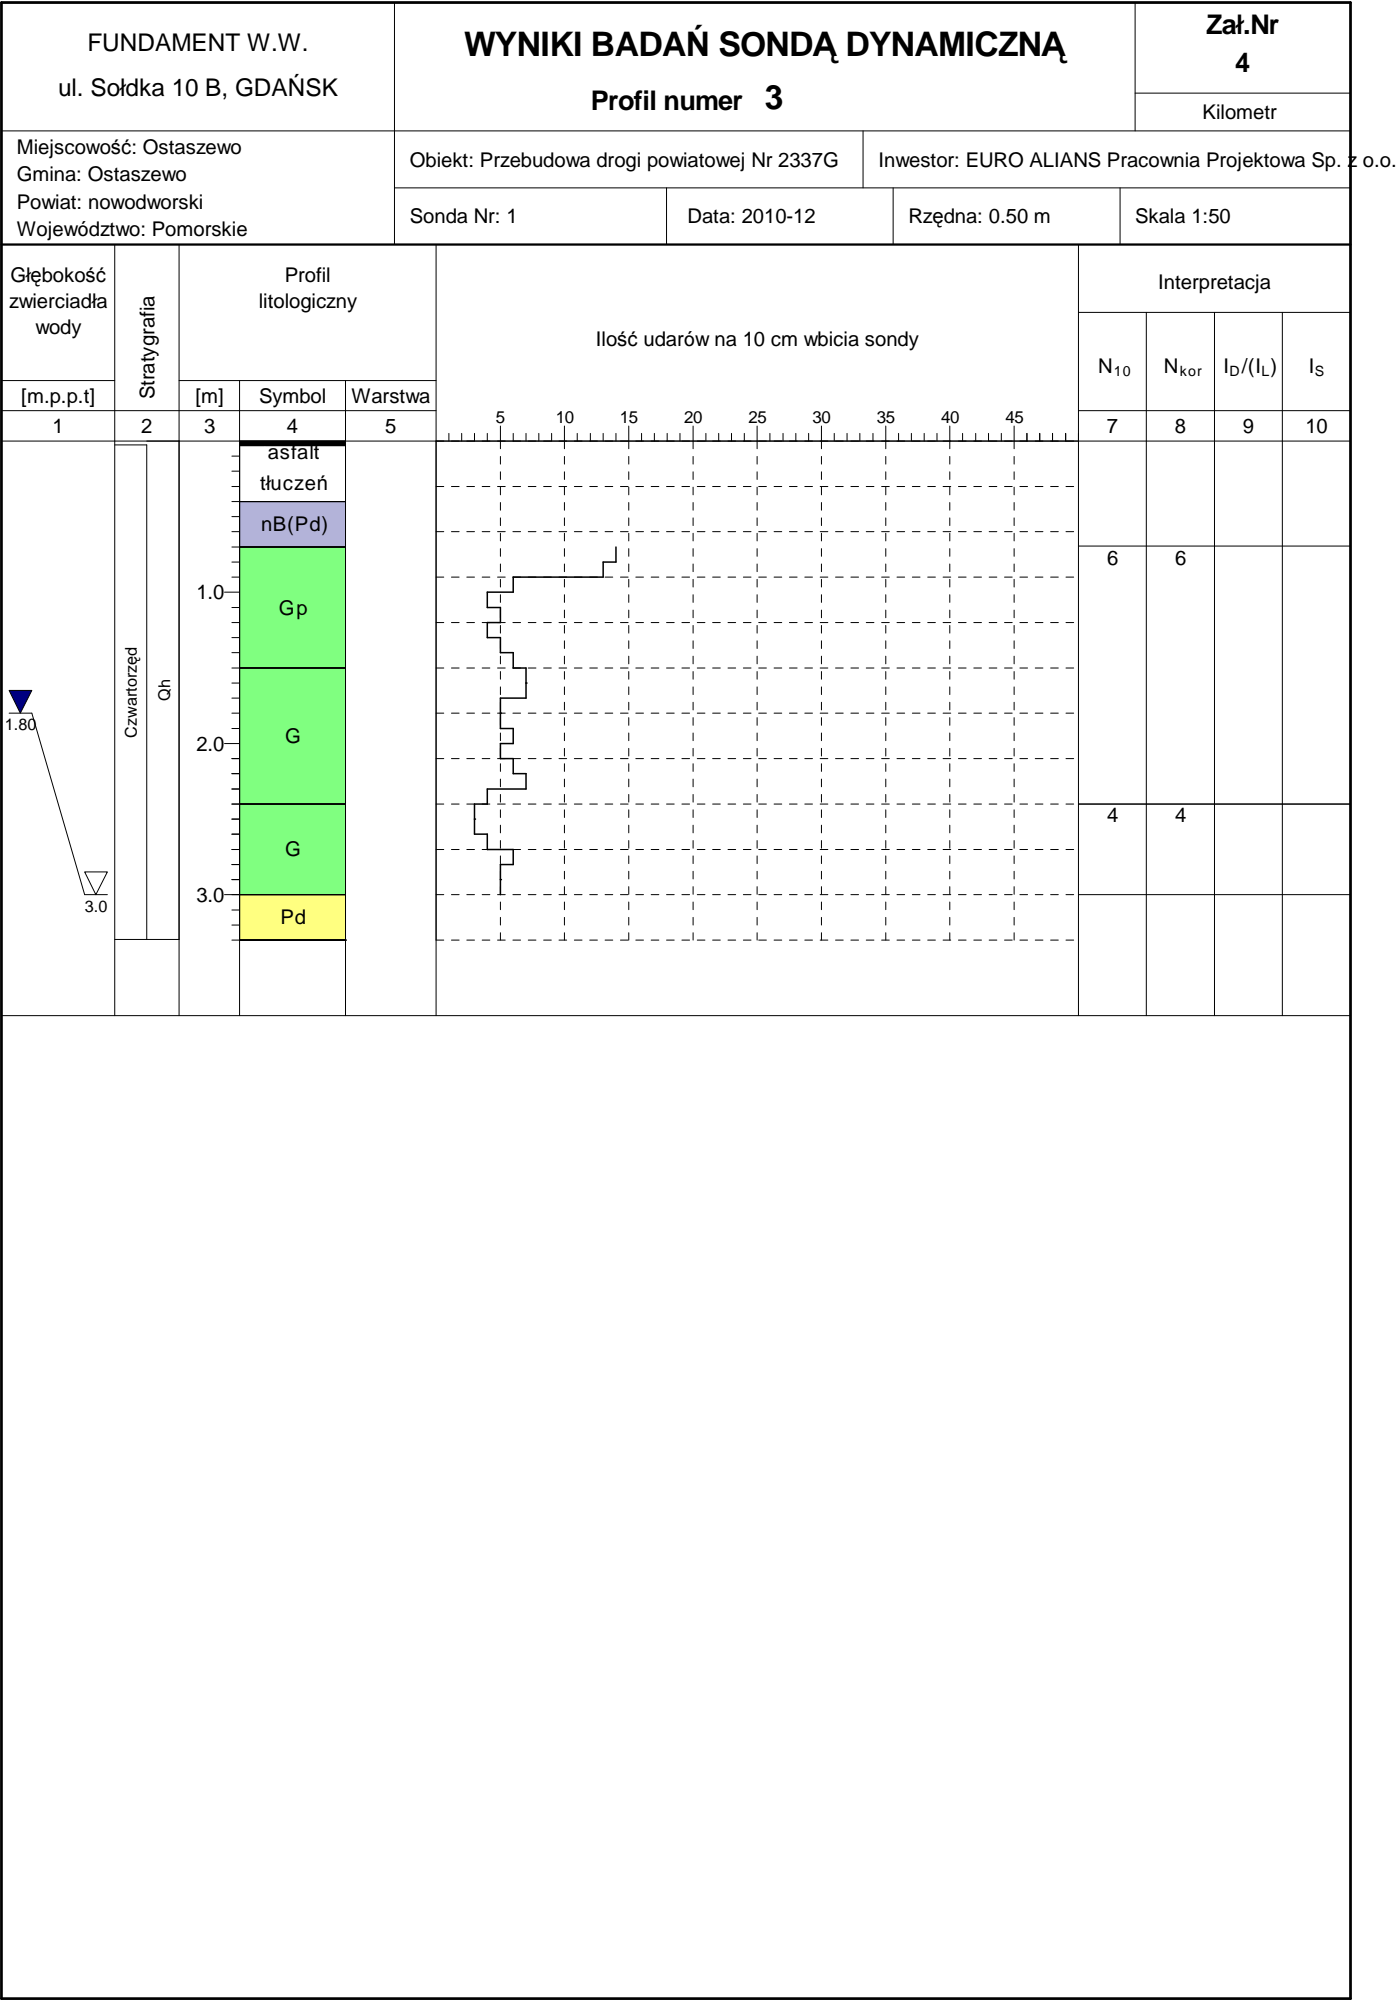 FUNDAMENT W.W.
ul. Sołdka 10 B, GDAŃSK
WYNIKI BADAŃ SONDĄ DYNAMICZNĄ
Profil numer 3
Zał.Nr
4
Kilometr
Miejscowość: Ostaszewo
Gmina: Ostaszewo
Powiat: nowodworski
Województwo: Pomorskie
Obiekt: Przebudowa drogi powiatowej Nr 2337G
Inwestor: EURO ALIANS Pracownia Projektowa Sp. z o.o.
Sonda Nr: 1
Data: 2010-12
Rzędna: 0.50 m
Skala 1:50
Głębokość
zwierciadła
wody
[m.p.p.t]
Stratygrafia
Profil
litologiczny
[m]
Symbol
Warstwa
Ilość udarów na 10 cm wbicia sondy
Interpretacja
N10
Nkor
ID/(IL)
IS
1
2
3
4
5
5 10 15 20 25 30 35 40 45
7
8
9
10
asfalt
tłuczeń
nB(Pd)
6
6
1.0
Gp
Czwartorzęd
Qh
1.80
2.0
G
4
4
G
3.0
3.0
Pd